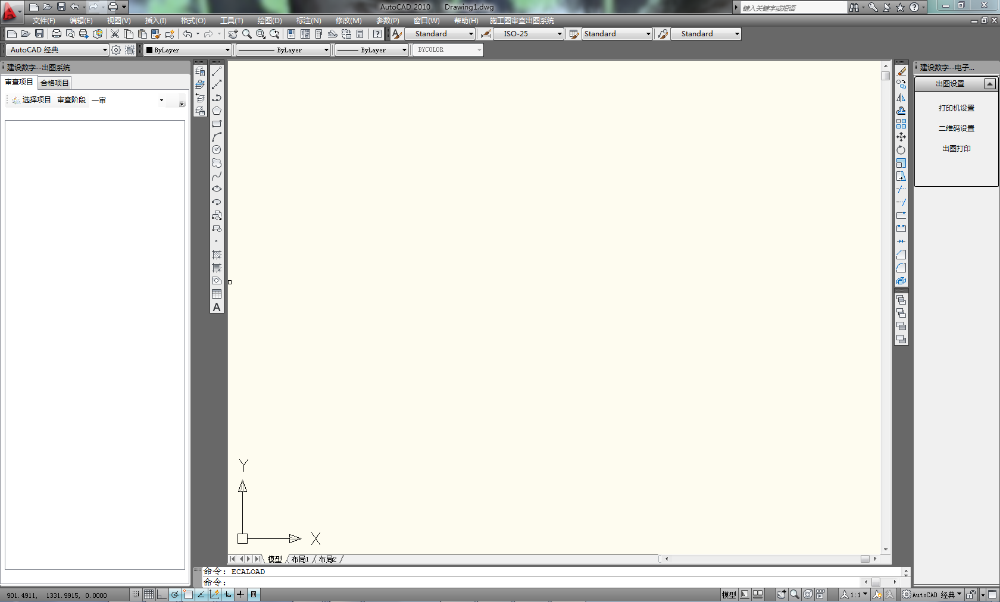 AutoCAD 2010 Drawing1.dwg 键入关键字或短语
文件(F) 编辑(E) 视图(V) 插入(I) 格式(O) 工具(T) 绘图(D) 标注(N) 修改(M) 参数(P) 窗口(W) 帮助(H) 施工图审查出图系统
Standard ISO-25 Standard Standard
AutoCAD 经典 ByLayer ByLayer ByLayer BYCOLOR
建设数字--出图系统
审查项目 合格项目
选择项目 审查阶段 一审
建设数字--电子...
出图设置
打印机设置
二维码设置
出图打印
A
Y
X
模型 布局1 布局2
命令: ECALOAD
命令:
901.4911, 1331.9915, 0.0000 模型 1:1 AutoCAD 经典